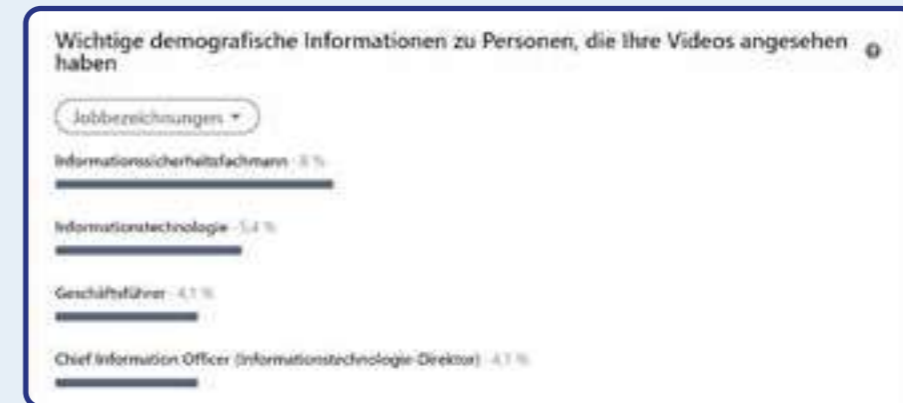 Wichtige demografische Informationen zu Personen, die Ihre Videos angesehen
haben
Jobbezeichnungen
Informationssicherheitsfachmann · 8 %
Informationstechnologie · 5,4 %
Geschäftsführer · 4,1 %
Chief Information Officer (Informationstechnologie-Direktor) · 4,1 %